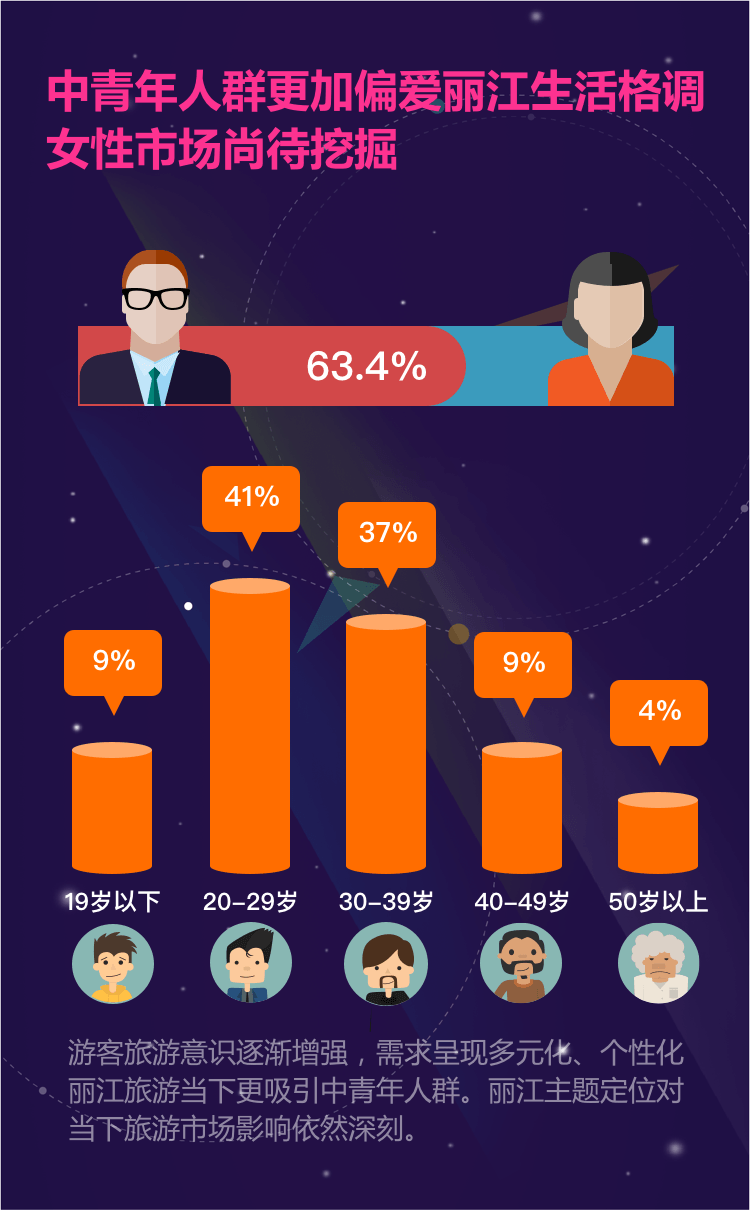 中青年人群更加偏爱丽江生活格调
女性市场尚待挖掘
63.4%
41%
37%
9%
9%
4%
19岁以下 20-29岁 30-39岁 40-49岁 50岁以上
游客旅游意识逐渐增强，需求呈现多元化、个性化
丽江旅游当下更吸引中青年人群。丽江主题定位对
当下旅游市场影响依然深刻。